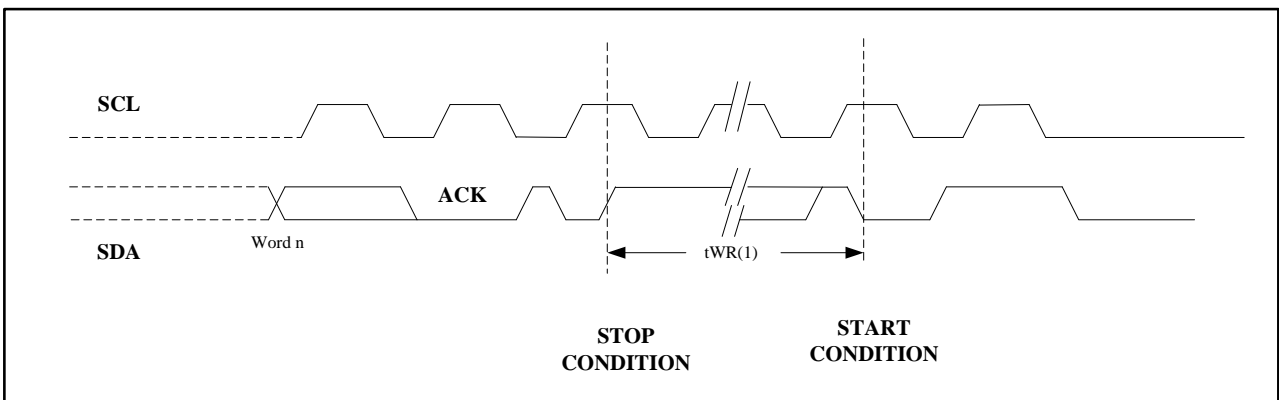 SCL
ACK
Word n
SDA
tWR(1)
STOP
CONDITION
START
CONDITION